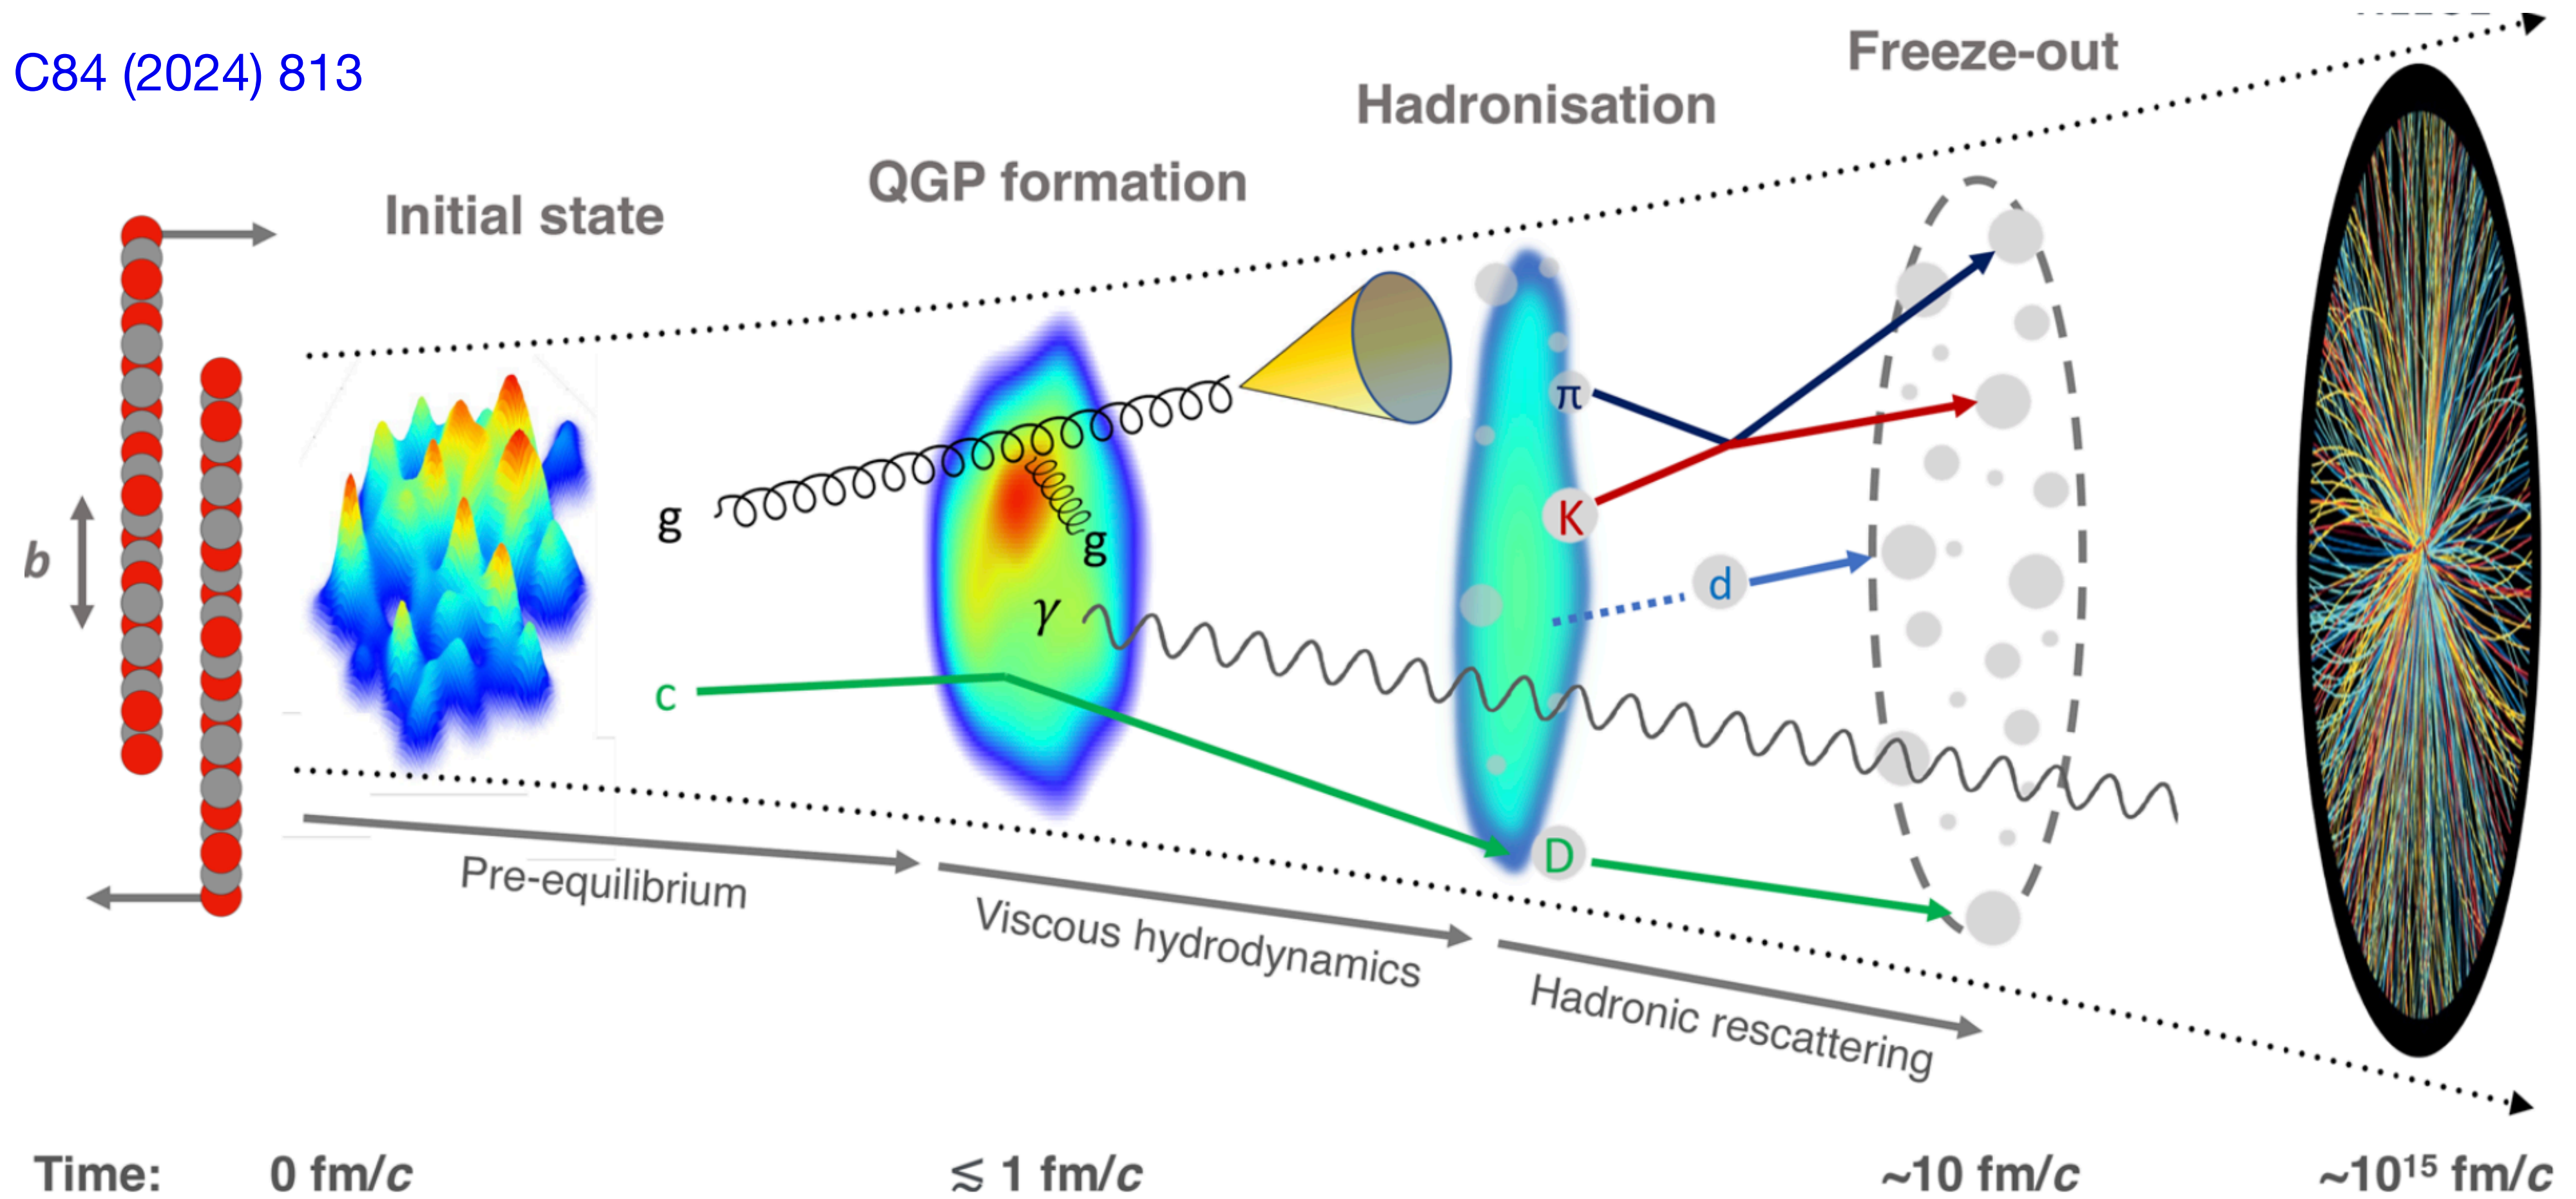 C84 (2024) 813
Freeze-out
Hadronisation
QGP formation
Initial state
b
g
g
γ
c
π
K
d
D
Pre-equilibrium
Viscous hydrodynamics
Hadronic rescattering
Time: 0 fm/c ≲ 1 fm/c ~10 fm/c ~10¹⁵ fm/c